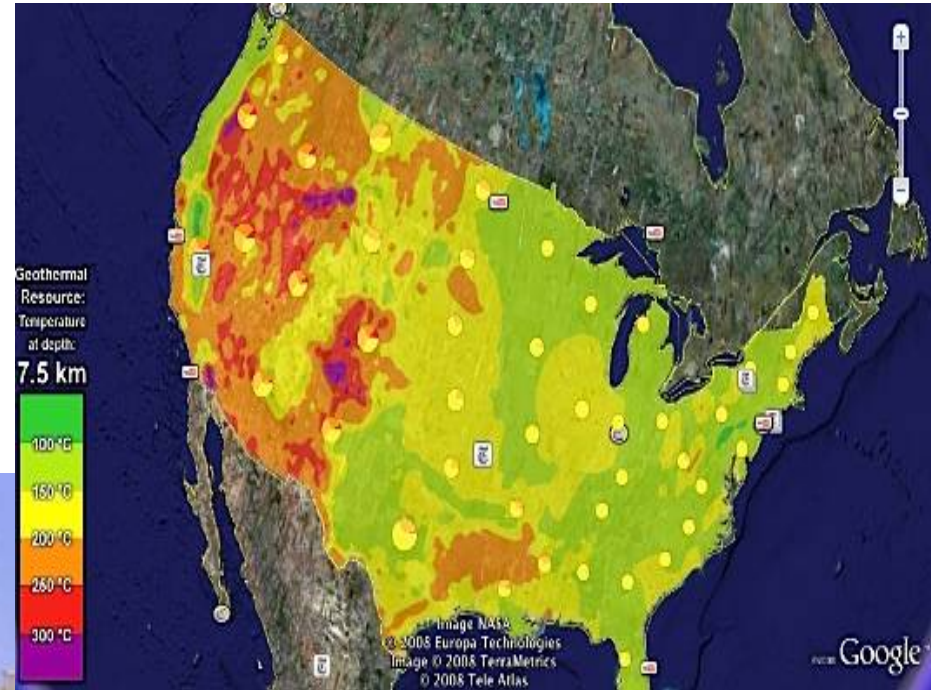 Geothermal
Resource:
Temperature
at depth:
7.5 km
100 °C
150 °C
200 °C
250 °C
300 °C
Image NASA
© 2008 Europa Technologies
Image © 2008 TerraMetrics
© 2008 Tele Atlas
Google